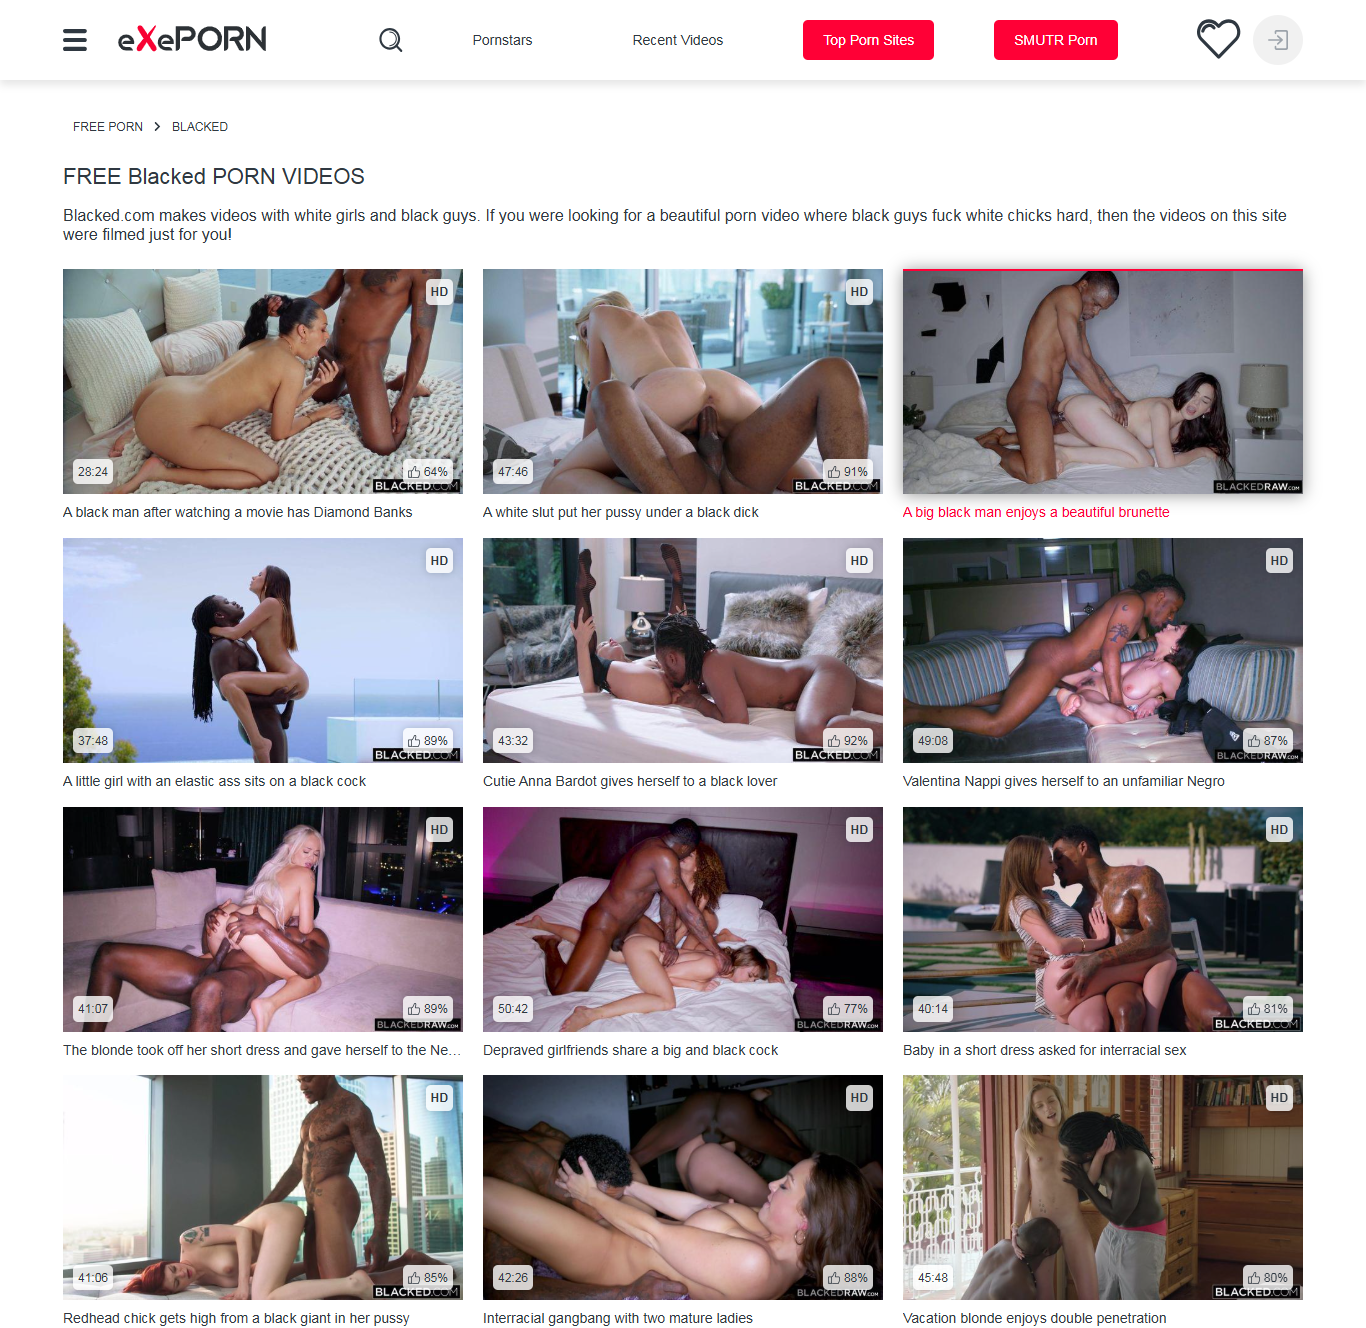 eXePORN
Pornstars
Recent Videos
Top Porn Sites
SMUTR Porn
FREE PORN > BLACKED
FREE Blacked PORN VIDEOS
Blacked.com makes videos with white girls and black guys. If you were looking for a beautiful porn video where black guys fuck white chicks hard, then the videos on this site
were filmed just for you!
HD
28:24
64%
BLACKED.COM
A black man after watching a movie has Diamond Banks
HD
47:46
91%
BLACKED.COM
A white slut put her pussy under a black dick
BLACKEDRAW.COM
A big black man enjoys a beautiful brunette
HD
37:48
89%
BLACKED.COM
A little girl with an elastic ass sits on a black cock
HD
43:32
92%
BLACKED.COM
Cutie Anna Bardot gives herself to a black lover
HD
49:08
87%
BLACKEDRAW.COM
Valentina Nappi gives herself to an unfamiliar Negro
HD
41:07
89%
BLACKEDRAW.COM
The blonde took off her short dress and gave herself to the Ne...
HD
50:42
77%
BLACKEDRAW.COM
Depraved girlfriends share a big and black cock
HD
40:14
81%
BLACKED.COM
Baby in a short dress asked for interracial sex
HD
41:06
85%
BLACKED.COM
Redhead chick gets high from a black giant in her pussy
HD
42:26
88%
BLACKEDRAW.COM
Interracial gangbang with two mature ladies
HD
45:48
80%
BLACKED.COM
Vacation blonde enjoys double penetration